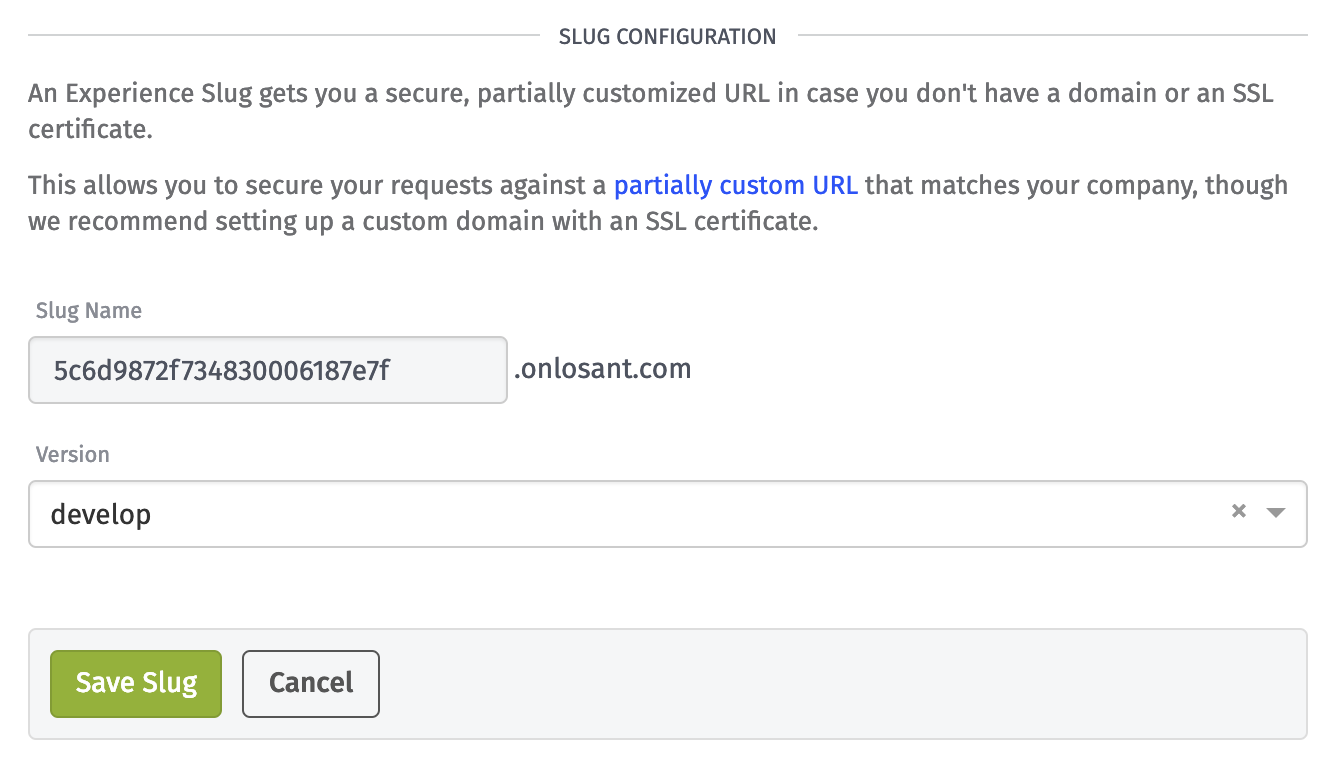 SLUG CONFIGURATION
An Experience Slug gets you a secure, partially customized URL in case you don't have a domain or an SSL
certificate.
This allows you to secure your requests against a partially custom URL that matches your company, though
we recommend setting up a custom domain with an SSL certificate.
Slug Name
5c6d9872f734830006187e7f .onlosant.com
Version
develop
Save Slug Cancel